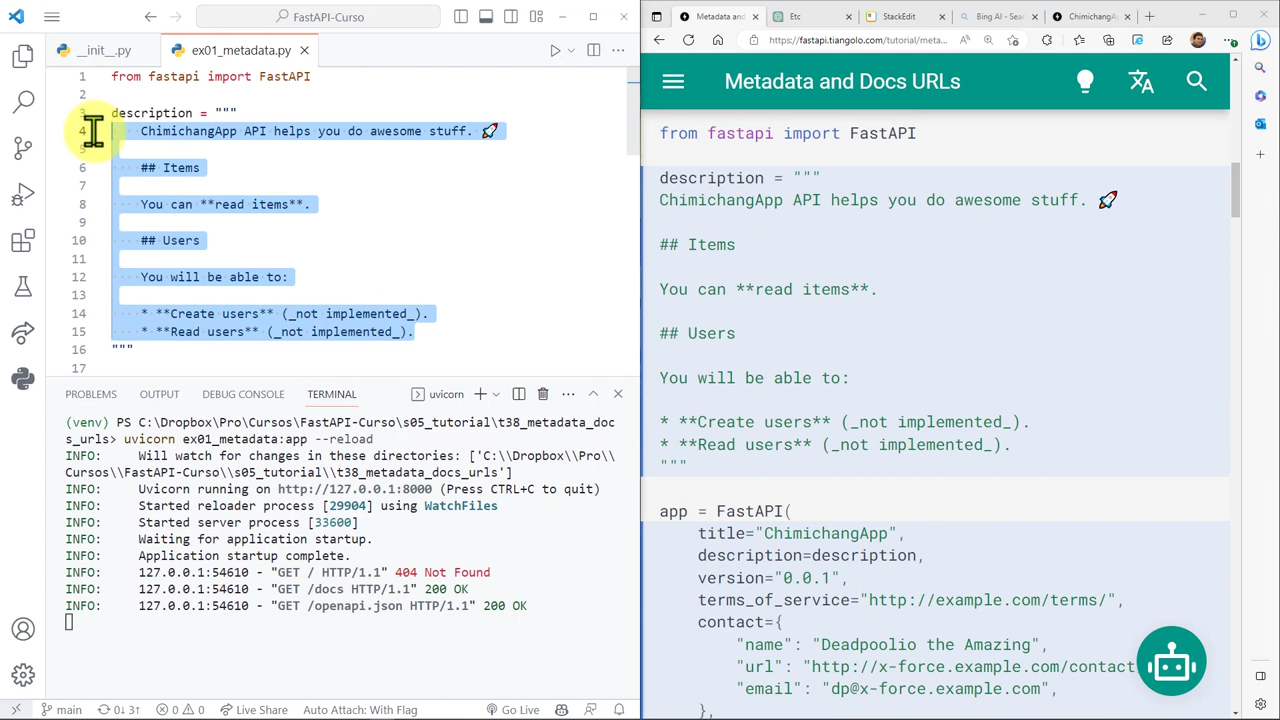 FastAPI-Curso
__init__.py
ex01_metadata.py
1 from fastapi import FastAPI
2
3 description = """
4 ChimichangApp API helps you do awesome stuff. 🚀
5
6 ## Items
7
8 You can **read items**.
9
10 ## Users
11
12 You will be able to:
13
14 * **Create users** (_not implemented_).
15 * **Read users** (_not implemented_).
16 """
17
PROBLEMS OUTPUT DEBUG CONSOLE TERMINAL uvicorn
(venv) PS C:\Dropbox\Pro\Cursos\FastAPI-Curso\s05_tutorial\t38_metadata_doc
s_urls> uvicorn ex01_metadata:app --reload
INFO: Will watch for changes in these directories: ['C:\\Dropbox\\Pro\\
Cursos\\FastAPI-Curso\\s05_tutorial\\t38_metadata_docs_urls']
INFO: Uvicorn running on http://127.0.0.1:8000 (Press CTRL+C to quit)
INFO: Started reloader process [29904] using WatchFiles
INFO: Started server process [33600]
INFO: Waiting for application startup.
INFO: Application startup complete.
INFO: 127.0.0.1:54610 - "GET / HTTP/1.1" 404 Not Found
INFO: 127.0.0.1:54610 - "GET /docs HTTP/1.1" 200 OK
INFO: 127.0.0.1:54610 - "GET /openapi.json HTTP/1.1" 200 OK
main 0↓ 3↑ 0 0 Live Share Auto Attach: With Flag Go Live
Metadata and
Etc
StackEdit
Bing AI - Sea
Chimichang
https://fastapi.tiangolo.com/tutorial/meta...
Metadata and Docs URLs
from fastapi import FastAPI
description = """
ChimichangApp API helps you do awesome stuff. 🚀
## Items
You can **read items**.
## Users
You will be able to:
* **Create users** (_not implemented_).
* **Read users** (_not implemented_).
"""
app = FastAPI(
title="ChimichangApp",
description=description,
version="0.0.1",
terms_of_service="http://example.com/terms/",
contact={
"name": "Deadpoolio the Amazing",
"url": "http://x-force.example.com/contact
"email": "dp@x-force.example.com",
},